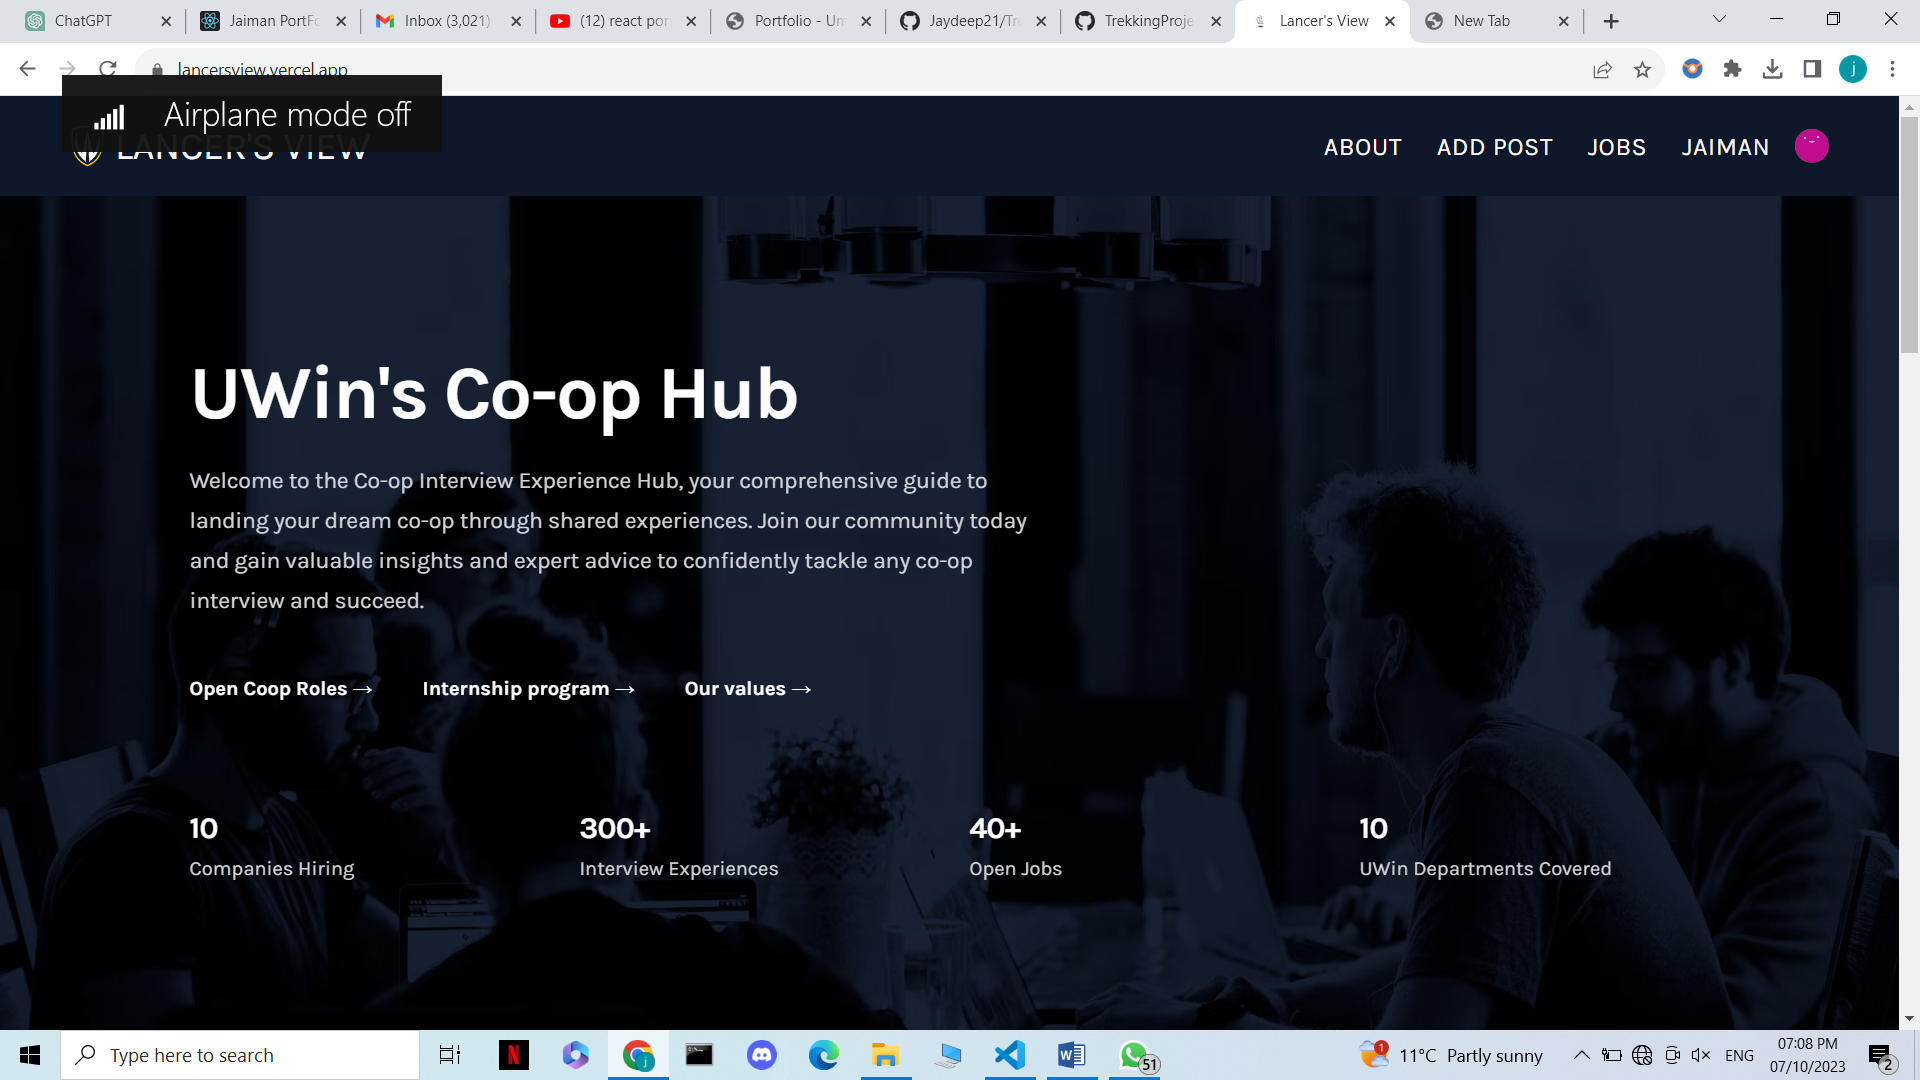 ChatGPT
Jaiman PortFo
Inbox (3,021)
(12) react por
Portfolio - Um
Jaydeep21/Tre
TrekkingProje
Lancer's View
New Tab
lancersview.vercel.app
j
Airplane mode off
LANCER'S VIEW
ABOUT
ADD POST
JOBS
JAIMAN
UWin's Co-op Hub
Welcome to the Co-op Interview Experience Hub, your comprehensive guide to
landing your dream co-op through shared experiences. Join our community today
and gain valuable insights and expert advice to confidently tackle any co-op
interview and succeed.
Open Coop Roles →
Internship program →
Our values →
10
Companies Hiring
300+
Interview Experiences
40+
Open Jobs
10
UWin Departments Covered
Type here to search
N
j
51
1
11°C Partly sunny
ENG
07:08 PM
07/10/2023
2